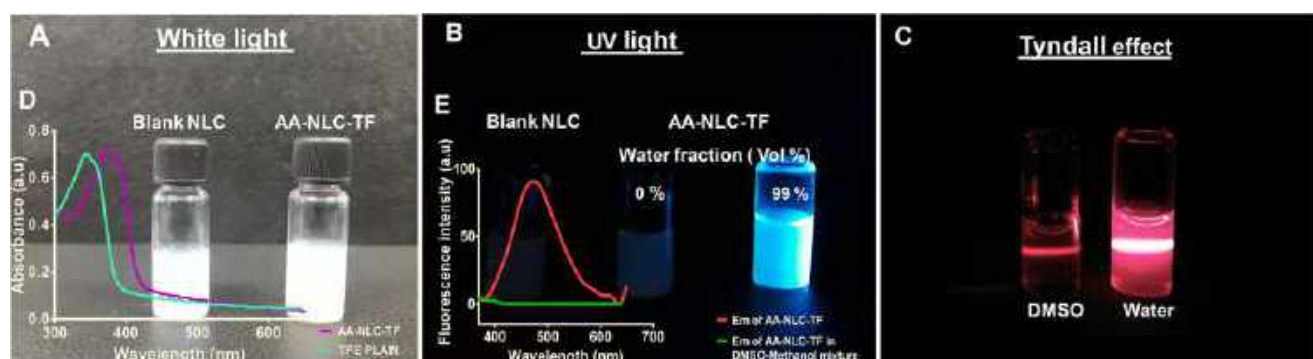 A
White light
D
Blank NLC
AA-NLC-TF
Absorbance (a.u)
0.8
0.6
0.4
0.2
0.0
300
400
500
600
Wavelength (nm)
AA-NLC-TF
TPE PLAIN
B
UV light
E
Blank NLC
AA-NLC-TF
Water fraction ( Vol %)
0 %
99 %
Fluorescence intensity (a.u)
100
50
0
400
500
600
700
Wavelength (nm)
Em of AA-NLC-TF
Em of AA-NLC-TF in
DMSO-Methanol mixture
C
Tyndall effect
DMSO
Water